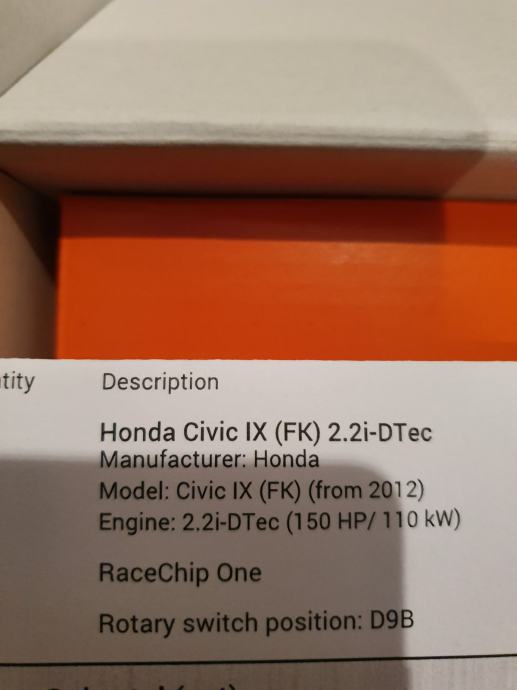 Description
Honda Civic IX (FK) 2.2i-DTec
Manufacturer: Honda
Model: Civic IX (FK) (from 2012)
Engine: 2.2i-DTec (150 HP/ 110 kW)
RaceChip One
Rotary switch position: D9B